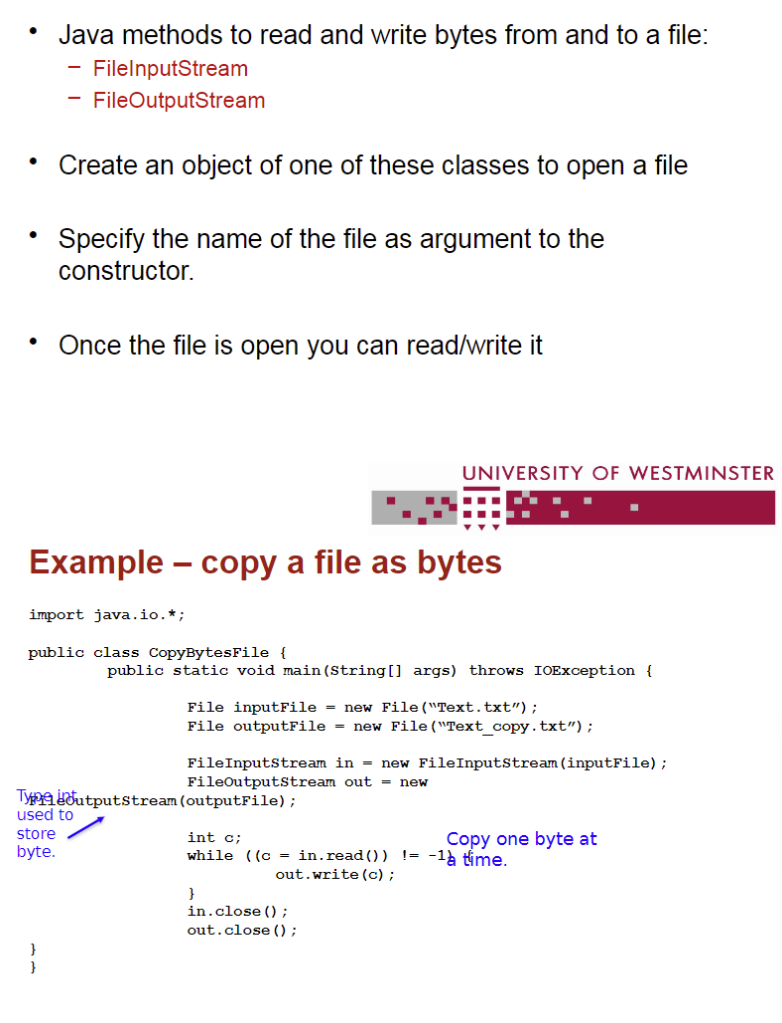 • Java methods to read and write bytes from and to a file:
– FileInputStream
– FileOutputStream
• Create an object of one of these classes to open a file
• Specify the name of the file as argument to the
constructor.
• Once the file is open you can read/write it
UNIVERSITY OF WESTMINSTER
Example – copy a file as bytes
import java.io.*;
public class CopyBytesFile {
public static void main(String[] args) throws IOException {
File inputFile = new File(“Text.txt”);
File outputFile = new File(“Text_copy.txt”);
FileInputStream in = new FileInputStream(inputFile);
FileOutputStream out = new
FileOutputStream(outputFile);
Type int
used to
store
byte.
int c;
while ((c = in.read()) != -1) {
out.write(c);
Copy one byte at
a time.
}
in.close();
out.close();
}
}